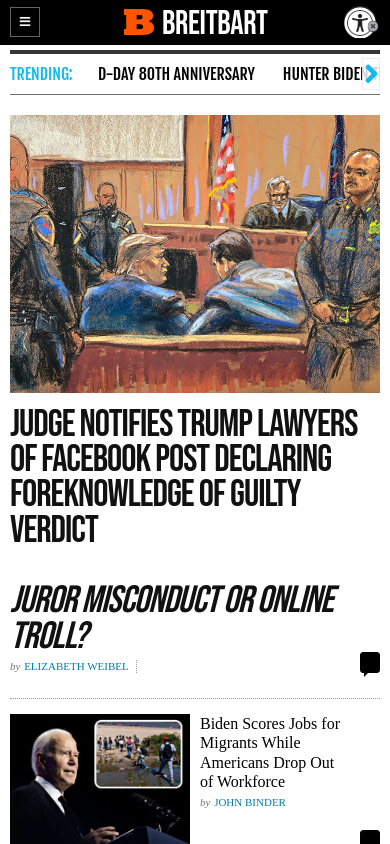 BREITBART
TRENDING: D-DAY 80TH ANNIVERSARY HUNTER BIDEN
JUDGE NOTIFIES TRUMP LAWYERS
OF FACEBOOK POST DECLARING
FOREKNOWLEDGE OF GUILTY
VERDICT
JUROR MISCONDUCT OR ONLINE
TROLL?
by ELIZABETH WEIBEL
Biden Scores Jobs for
Migrants While
Americans Drop Out
of Workforce
by JOHN BINDER